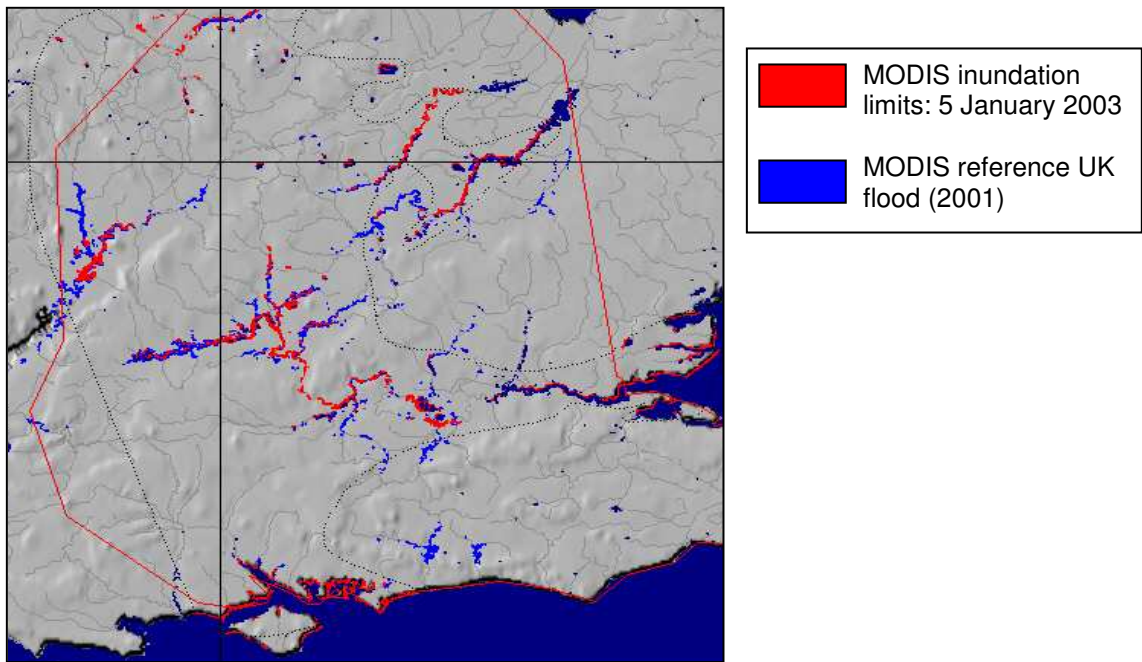 MODIS inundation
limits: 5 January 2003
MODIS reference UK
flood (2001)